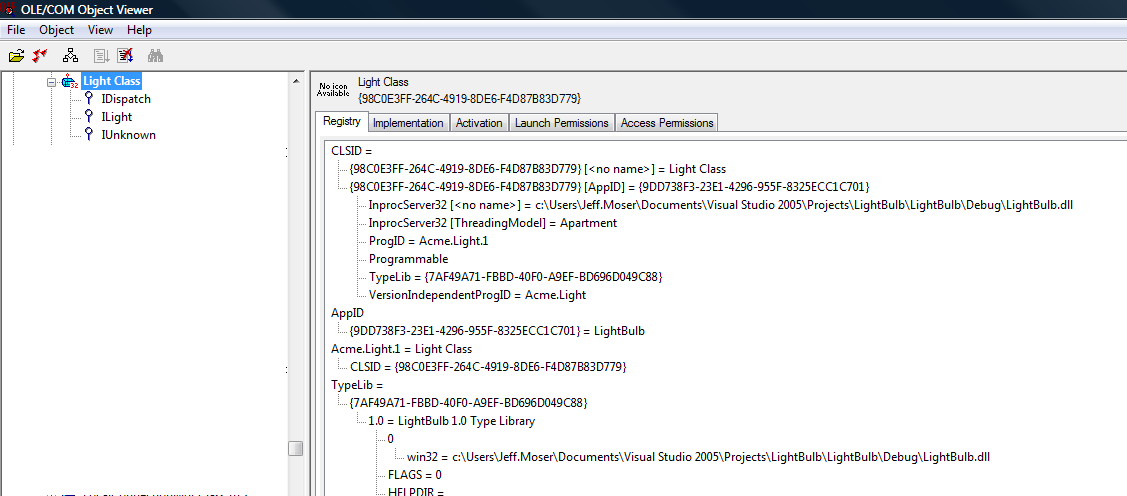 OLE/COM Object Viewer
File Object View Help
Light Class
IDispatch
ILight
IUnknown
No icon
Available
Light Class
{98C0E3FF-264C-4919-8DE6-F4D87B83D779}
Registry Implementation Activation Launch Permissions Access Permissions
CLSID =
{98C0E3FF-264C-4919-8DE6-F4D87B83D779} [<no name>] = Light Class
{98C0E3FF-264C-4919-8DE6-F4D87B83D779} [AppID] = {9DD738F3-23E1-4296-955F-8325ECC1C701}
InprocServer32 [<no name>] = c:\Users\Jeff.Moser\Documents\Visual Studio 2005\Projects\LightBulb\LightBulb\Debug\LightBulb.dll
InprocServer32 [ThreadingModel] = Apartment
ProgID = Acme.Light.1
Programmable
TypeLib = {7AF49A71-FBBD-40F0-A9EF-BD696D049C88}
VersionIndependentProgID = Acme.Light
AppID
{9DD738F3-23E1-4296-955F-8325ECC1C701} = LightBulb
Acme.Light.1 = Light Class
CLSID = {98C0E3FF-264C-4919-8DE6-F4D87B83D779}
TypeLib =
{7AF49A71-FBBD-40F0-A9EF-BD696D049C88}
1.0 = LightBulb 1.0 Type Library
0
win32 = c:\Users\Jeff.Moser\Documents\Visual Studio 2005\Projects\LightBulb\LightBulb\Debug\LightBulb.dll
FLAGS = 0
HELPDIR =